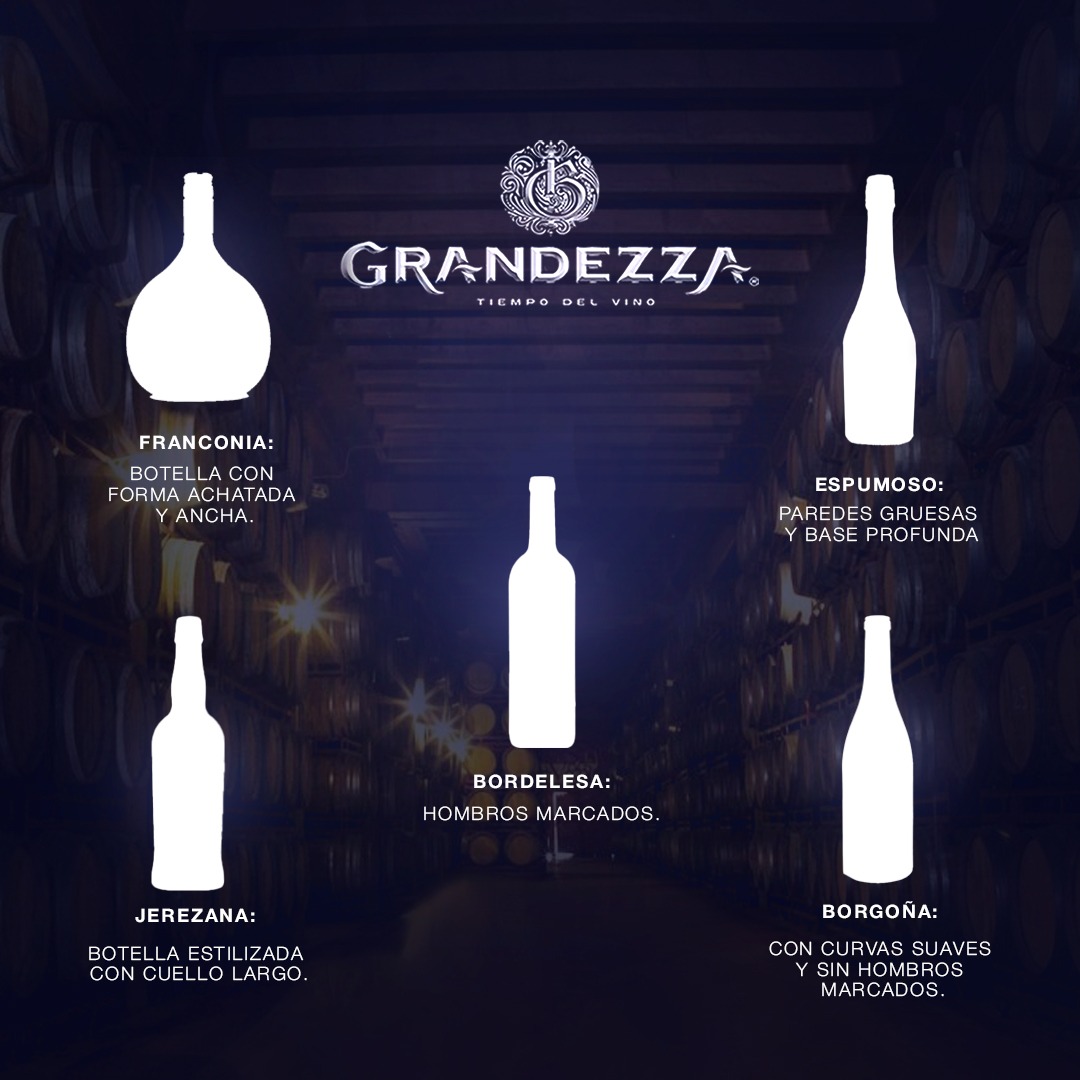 GRANDEZZA®
TIEMPO DEL VINO
FRANCONIA:
BOTELLA CON
FORMA ACHATADA
Y ANCHA.
ESPUMOSO:
PAREDES GRUESAS
Y BASE PROFUNDA
BORDELESA:
HOMBROS MARCADOS.
JEREZANA:
BOTELLA ESTILIZADA
CON CUELLO LARGO.
BORGOÑA:
CON CURVAS SUAVES
Y SIN HOMBROS
MARCADOS.